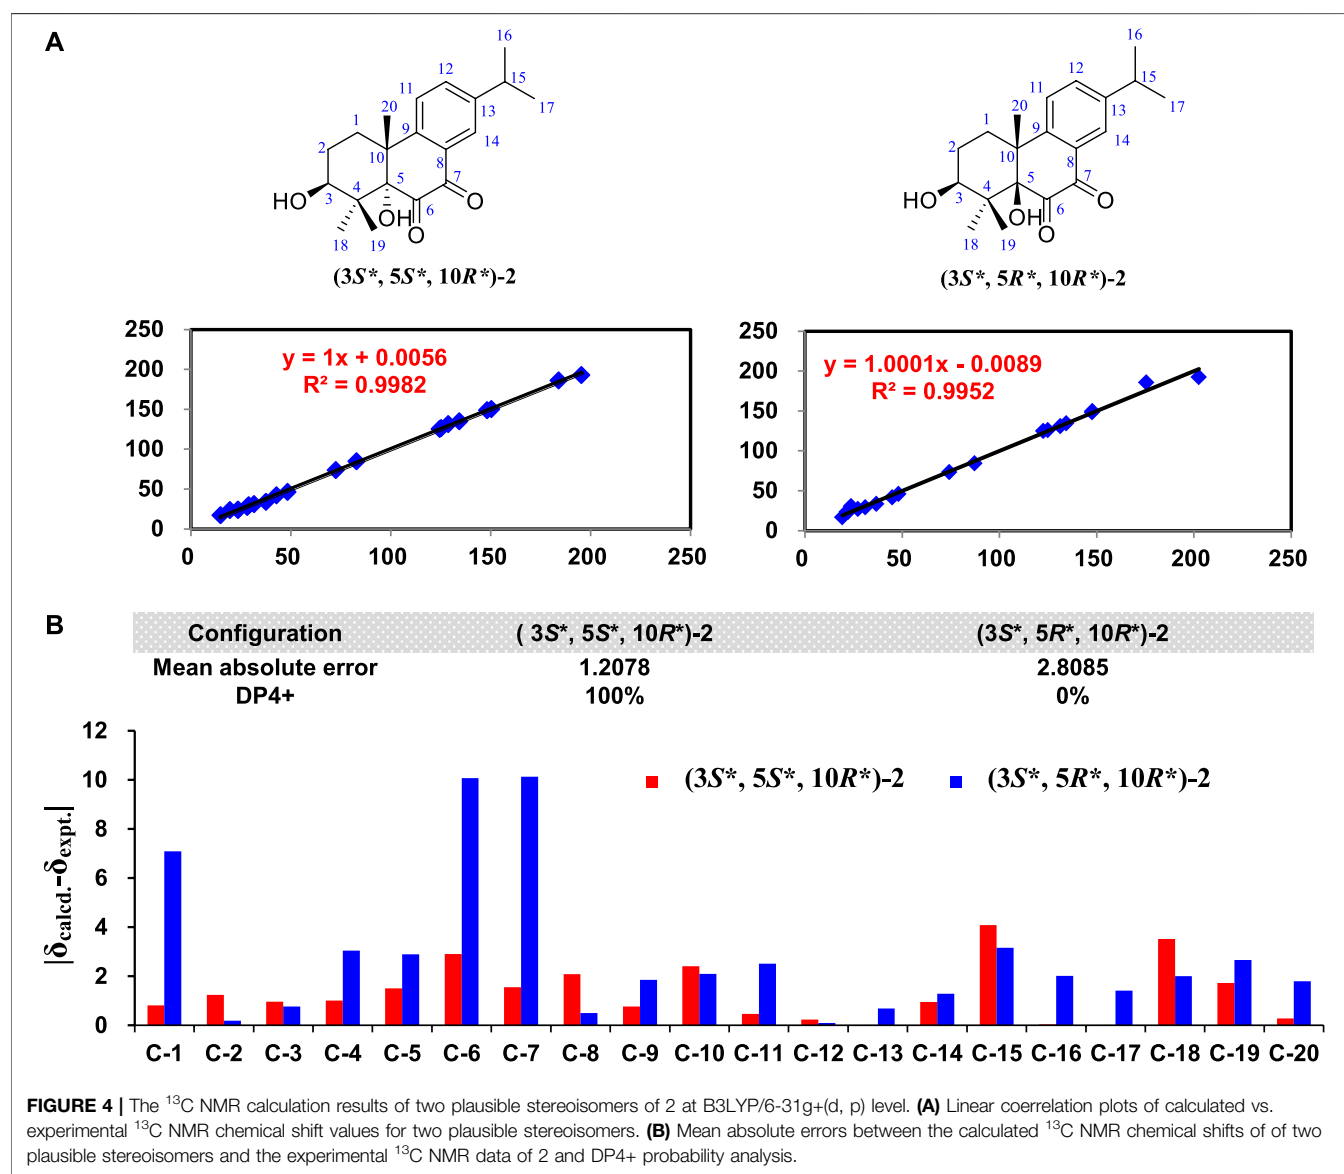 A
16
12
11
15
20
17
13
1
9
14
2
10
8
7
5
4
HO
3
O
OH
6
O
18
19
(3S*, 5S*, 10R*)-2
16
12
11
15
20
17
13
1
9
14
2
10
8
7
5
4
HO
3
O
OH
6
O
18
19
(3S*, 5R*, 10R*)-2
250
200
150
100
50
0
y = 1x + 0.0056
R² = 0.9982
0 50 100 150 200 250
250
200
150
100
50
0
y = 1.0001x - 0.0089
R² = 0.9952
0 50 100 150 200 250
B
Configuration ( 3S*, 5S*, 10R*)-2 (3S*, 5R*, 10R*)-2
Mean absolute error 1.2078 2.8085
DP4+ 100% 0%
12
10
8
6
4
2
0
|δcalcd.-δexpt.|
(3S*, 5S*, 10R*)-2 (3S*, 5R*, 10R*)-2
C-1 C-2 C-3 C-4 C-5 C-6 C-7 C-8 C-9 C-10 C-11 C-12 C-13 C-14 C-15 C-16 C-17 C-18 C-19 C-20
FIGURE 4 | The ¹³C NMR calculation results of two plausible stereoisomers of 2 at B3LYP/6-31g+(d, p) level. (A) Linear coerrelation plots of calculated vs.
experimental ¹³C NMR chemical shift values for two plausible stereoisomers. (B) Mean absolute errors between the calculated ¹³C NMR chemical shifts of of two
plausible stereoisomers and the experimental ¹³C NMR data of 2 and DP4+ probability analysis.